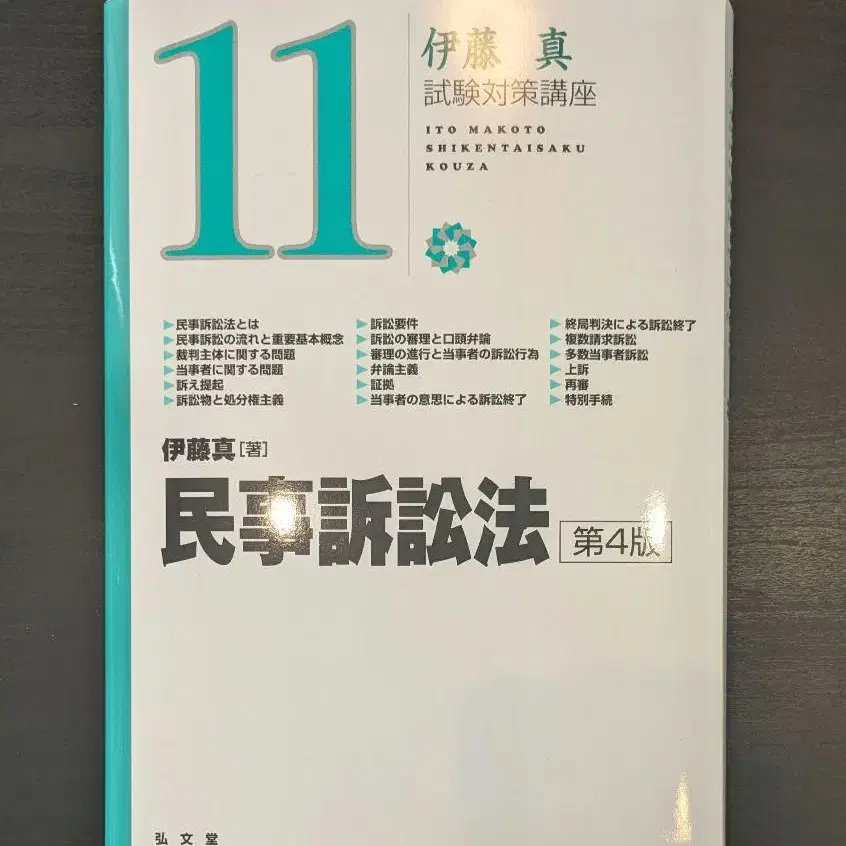 11
伊藤 真
試験対策講座
ITO MAKOTO
SHIKENTAISAKU
KOUZA
▶民事訴訟法とは
▶民事訴訟の流れと重要基本概念
▶裁判主体に関する問題
▶当事者に関する問題
▶訴え提起
▶訴訟物と処分権主義
▶訴訟要件
▶訴訟の審理と口頭弁論
▶審理の進行と当事者の訴訟行為
▶弁論主義
▶証拠
▶当事者の意思による訴訟終了
▶終局判決による訴訟終了
▶複数請求訴訟
▶多数当事者訴訟
▶上訴
▶再審
▶特別手続
伊藤真[著]
民事訴訟法 第4版
弘文堂